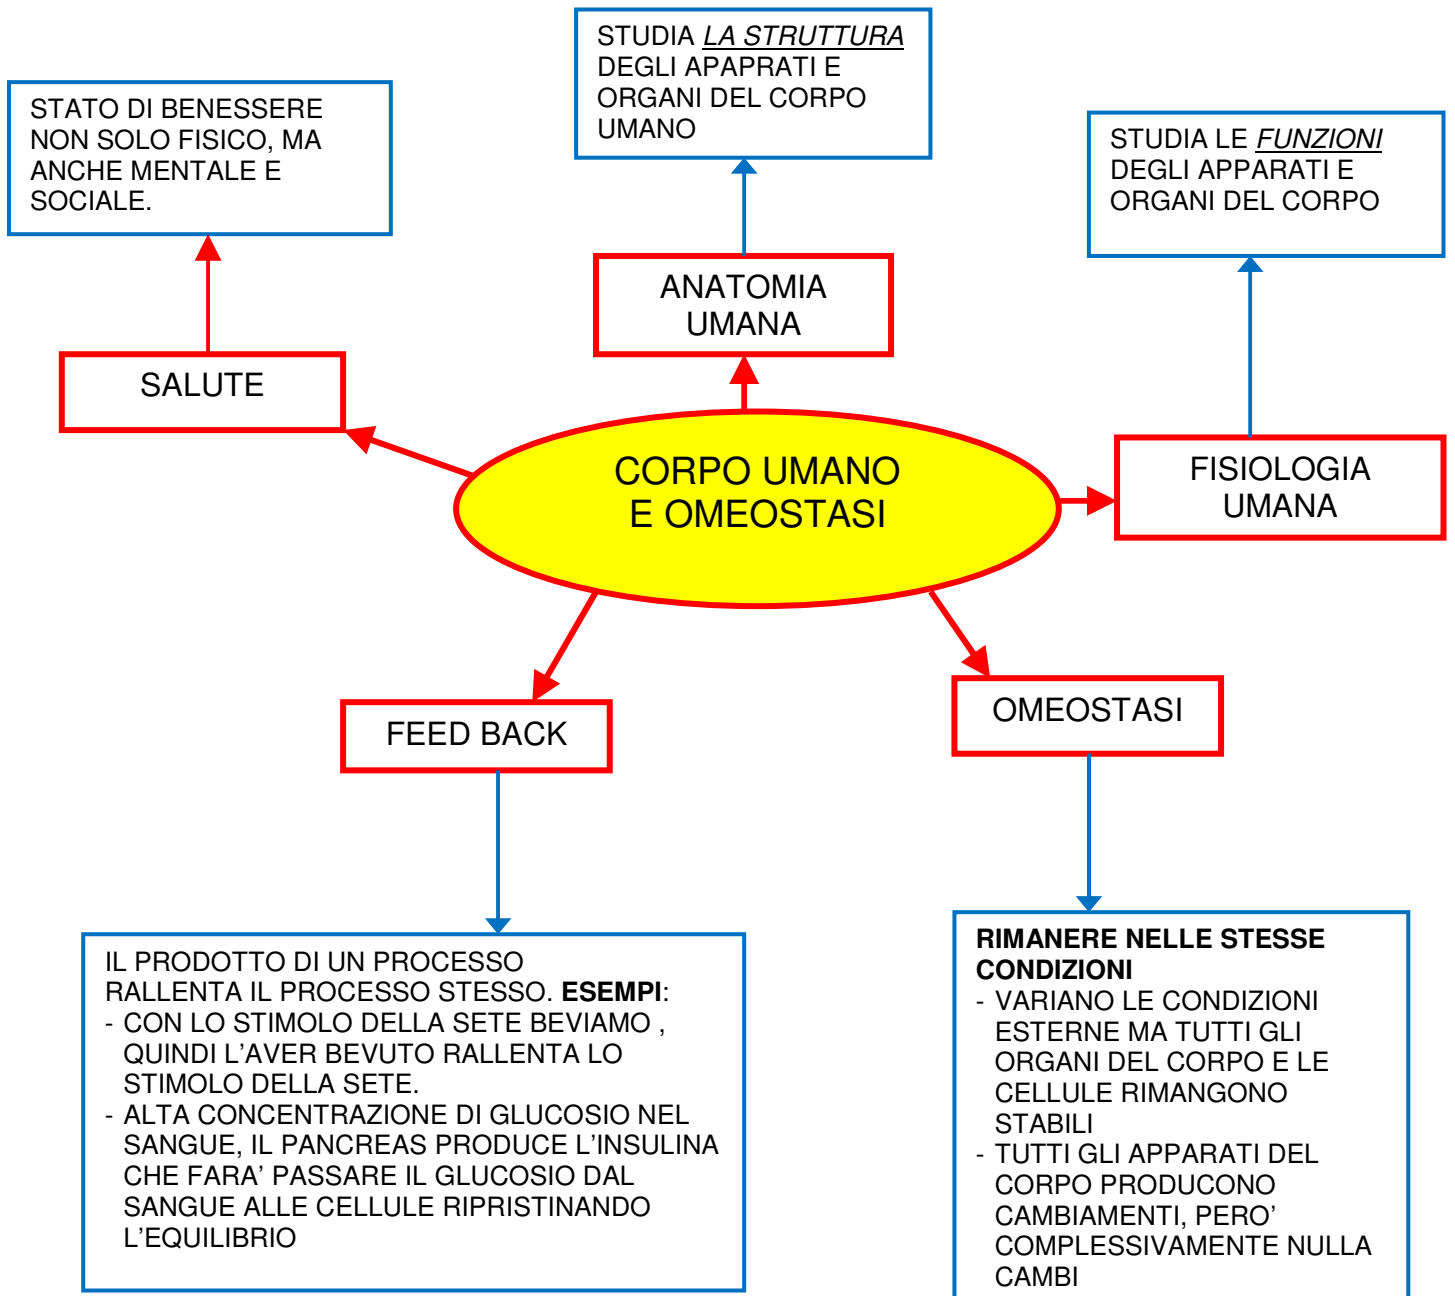 STUDIA LA STRUTTURA
DEGLI APAPRATI E
ORGANI DEL CORPO
UMANO
STATO DI BENESSERE
NON SOLO FISICO, MA
ANCHE MENTALE E
SOCIALE.
STUDIA LE FUNZIONI
DEGLI APPARATI E
ORGANI DEL CORPO
ANATOMIA
UMANA
SALUTE
CORPO UMANO
E OMEOSTASI
FISIOLOGIA
UMANA
FEED BACK
OMEOSTASI
IL PRODOTTO DI UN PROCESSO
RALLENTA IL PROCESSO STESSO. ESEMPI:
- CON LO STIMOLO DELLA SETE BEVIAMO ,
QUINDI L'AVER BEVUTO RALLENTA LO
STIMOLO DELLA SETE.
- ALTA CONCENTRAZIONE DI GLUCOSIO NEL
SANGUE, IL PANCREAS PRODUCE L'INSULINA
CHE FARA' PASSARE IL GLUCOSIO DAL
SANGUE ALLE CELLULE RIPRISTINANDO
L'EQUILIBRIO
RIMANERE NELLE STESSE
CONDIZIONI
- VARIANO LE CONDIZIONI
ESTERNE MA TUTTI GLI
ORGANI DEL CORPO E LE
CELLULE RIMANGONO
STABILI
- TUTTI GLI APPARATI DEL
CORPO PRODUCONO
CAMBIAMENTI, PERO'
COMPLESSIVAMENTE NULLA
CAMBI